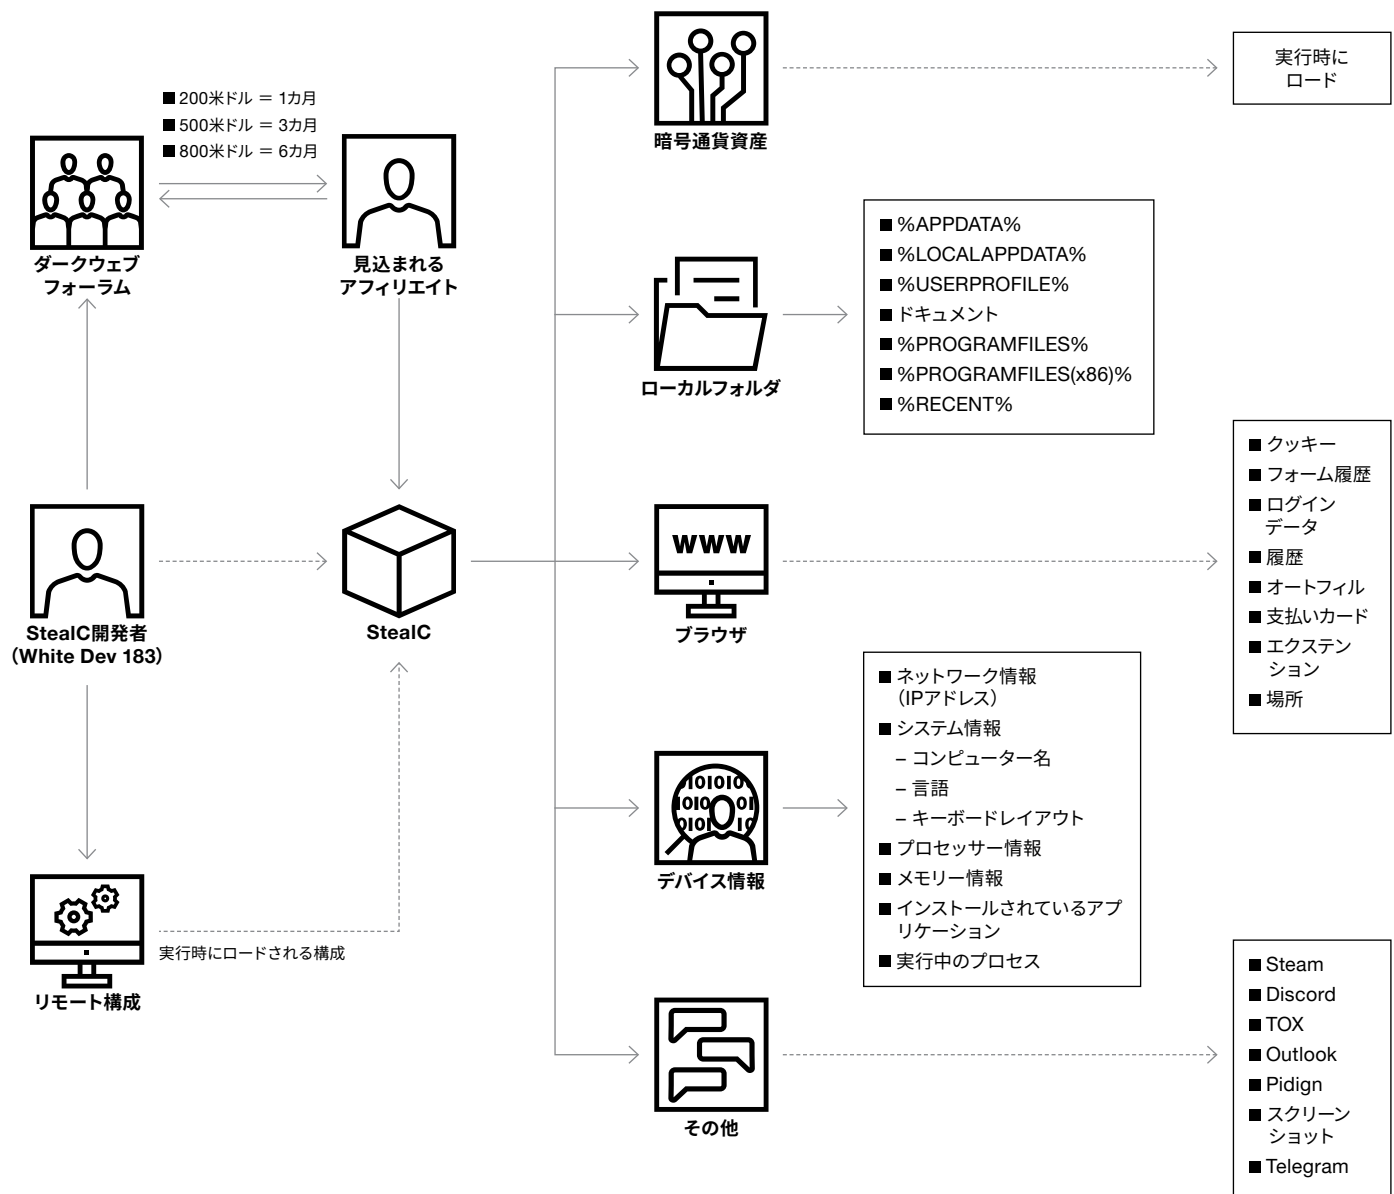 ■ 200米ドル ＝ 1カ月
■ 500米ドル ＝ 3カ月
■ 800米ドル ＝ 6カ月
ダークウェブ
フォーラム
見込まれる
アフィリエイト
StealC開発者
（White Dev 183）
StealC
リモート構成
実行時にロードされる構成
暗号通貨資産
実行時に
ロード
ローカルフォルダ
■ %APPDATA%
■ %LOCALAPPDATA%
■ %USERPROFILE%
■ ドキュメント
■ %PROGRAMFILES%
■ %PROGRAMFILES(x86)%
■ %RECENT%
www
ブラウザ
■ クッキー
■ フォーム履歴
■ ログイン
データ
■ 履歴
■ オートフィル
■ 支払いカード
■ エクステン
ション
■ 場所
デバイス情報
■ ネットワーク情報
（IPアドレス）
■ システム情報
– コンピューター名
– 言語
– キーボードレイアウト
■ プロセッサー情報
■ メモリー情報
■ インストールされているアプ
リケーション
■ 実行中のプロセス
その他
■ Steam
■ Discord
■ TOX
■ Outlook
■ Pidign
■ スクリーン
ショット
■ Telegram